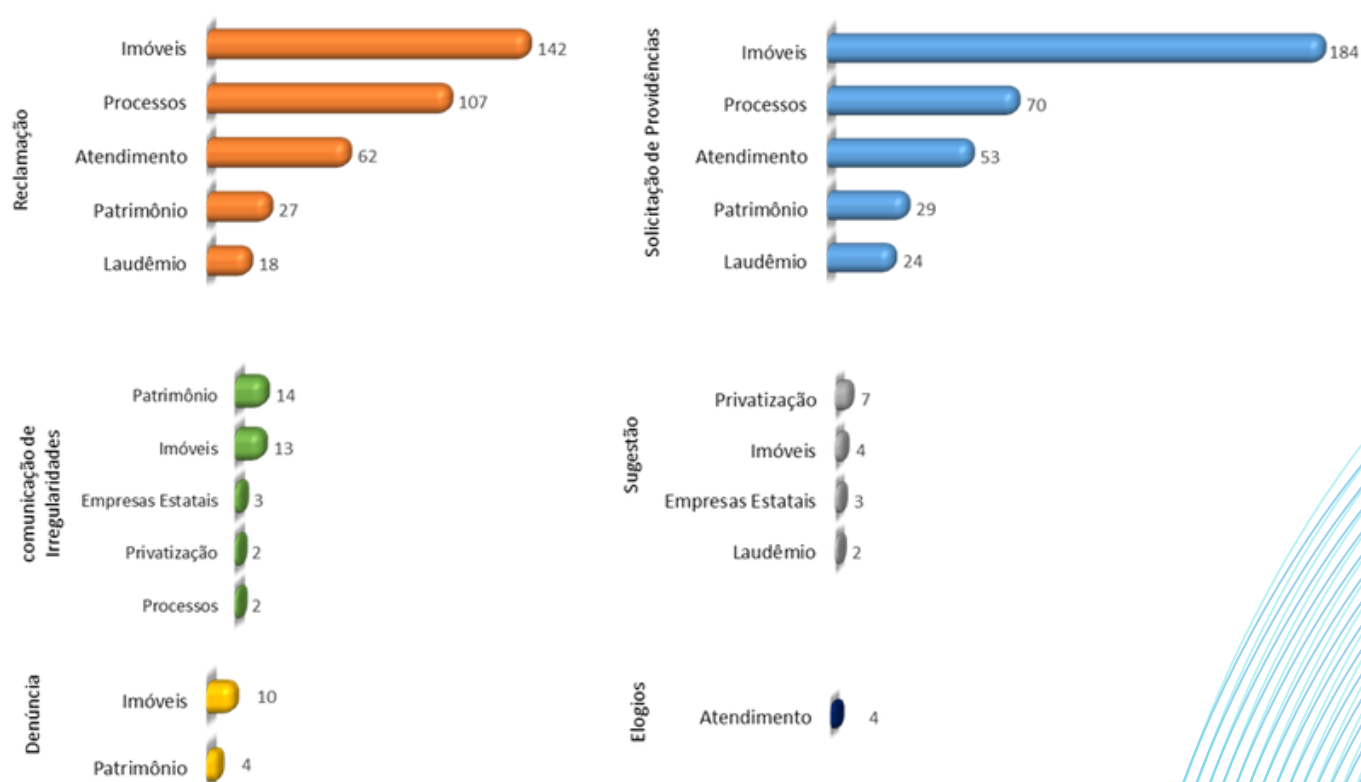 Reclamação
Imóveis 142
Processos 107
Atendimento 62
Patrimônio 27
Laudêmio 18
Solicitação de Providências
Imóveis 184
Processos 70
Atendimento 53
Patrimônio 29
Laudêmio 24
comunicação de
Irregularidades
Patrimônio 14
Imóveis 13
Empresas Estatais 3
Privatização 2
Processos 2
Sugestão
Privatização 7
Imóveis 4
Empresas Estatais 3
Laudêmio 2
Denúncia
Imóveis 10
Patrimônio 4
Elogios
Atendimento 4